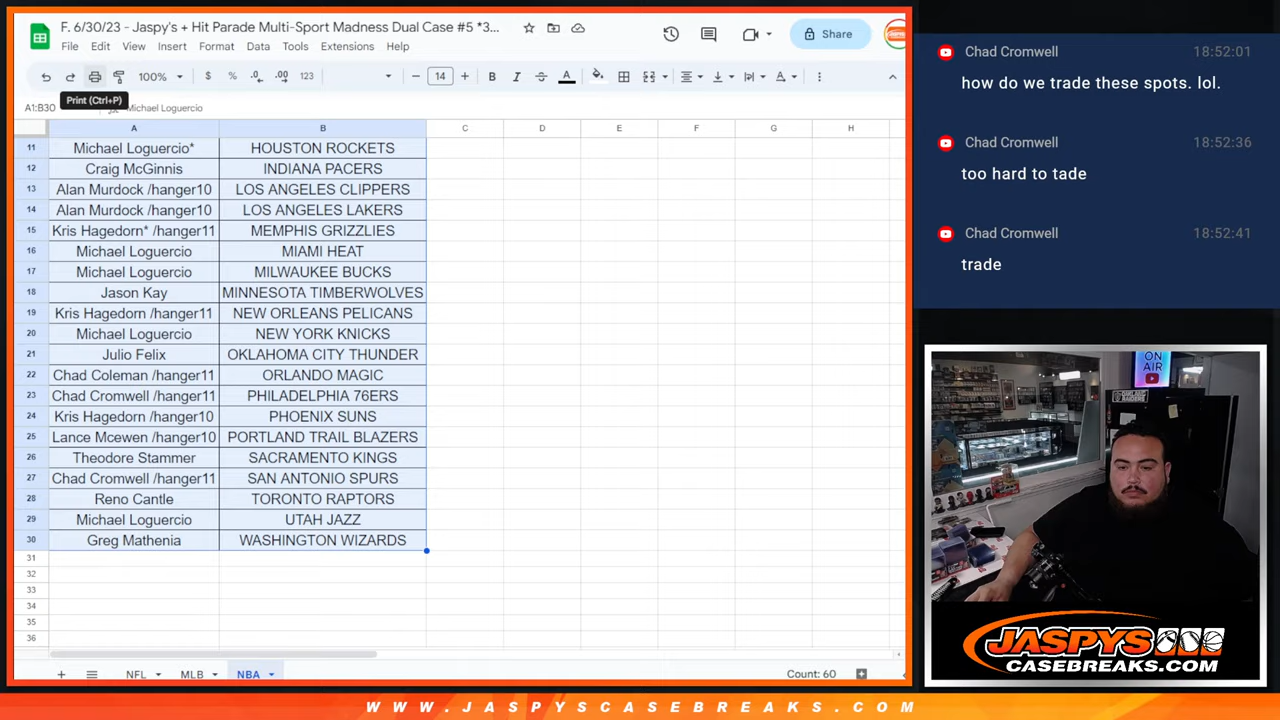 F. 6/30/23 - Jaspy's + Hit Parade Multi-Sport Madness Dual Case #5 *3...
File Edit View Insert Format Data Tools Extensions Help
Share
100% $ % .0 .00 123 14 B I A
Print (Ctrl+P)
A1:B30 Michael Loguercio
A B C D E F G H
11 Michael Loguercio* HOUSTON ROCKETS
12 Craig McGinnis INDIANA PACERS
13 Alan Murdock /hanger10 LOS ANGELES CLIPPERS
14 Alan Murdock /hanger10 LOS ANGELES LAKERS
15 Kris Hagedorn* /hanger11 MEMPHIS GRIZZLIES
16 Michael Loguercio MIAMI HEAT
17 Michael Loguercio MILWAUKEE BUCKS
18 Jason Kay MINNESOTA TIMBERWOLVES
19 Kris Hagedorn /hanger11 NEW ORLEANS PELICANS
20 Michael Loguercio NEW YORK KNICKS
21 Julio Felix OKLAHOMA CITY THUNDER
22 Chad Coleman /hanger11 ORLANDO MAGIC
23 Chad Cromwell /hanger11 PHILADELPHIA 76ERS
24 Kris Hagedorn /hanger10 PHOENIX SUNS
25 Lance Mcewen /hanger10 PORTLAND TRAIL BLAZERS
26 Theodore Stammer SACRAMENTO KINGS
27 Chad Cromwell /hanger11 SAN ANTONIO SPURS
28 Reno Cantle TORONTO RAPTORS
29 Michael Loguercio UTAH JAZZ
30 Greg Mathenia WASHINGTON WIZARDS
31
32
33
34
35
36
NFL MLB NBA Count: 60
Chad Cromwell 18:52:01
how do we trade these spots. lol.
Chad Cromwell 18:52:36
too hard to tade
Chad Cromwell 18:52:41
trade
ON
AIR
OAKLAND
RAIDERS
JASPYS
CASEBREAKS.COM
WWW.JASPYSCASEBREAKS.COM